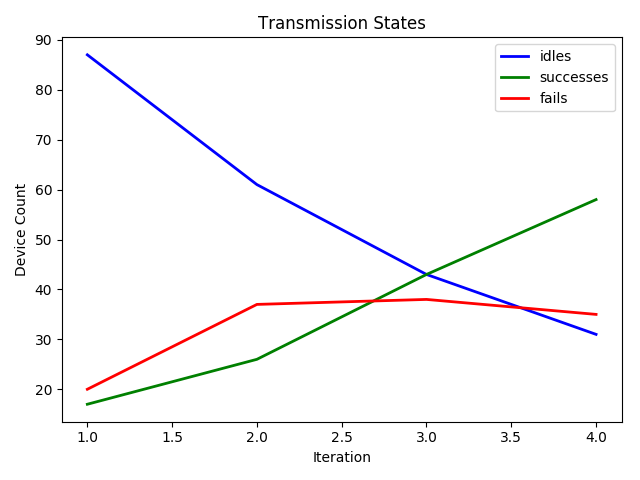 Transmission States
90
80
70
60
50
40
30
20
Device Count
idles
successes
fails
1.0 1.5 2.0 2.5 3.0 3.5 4.0
Iteration